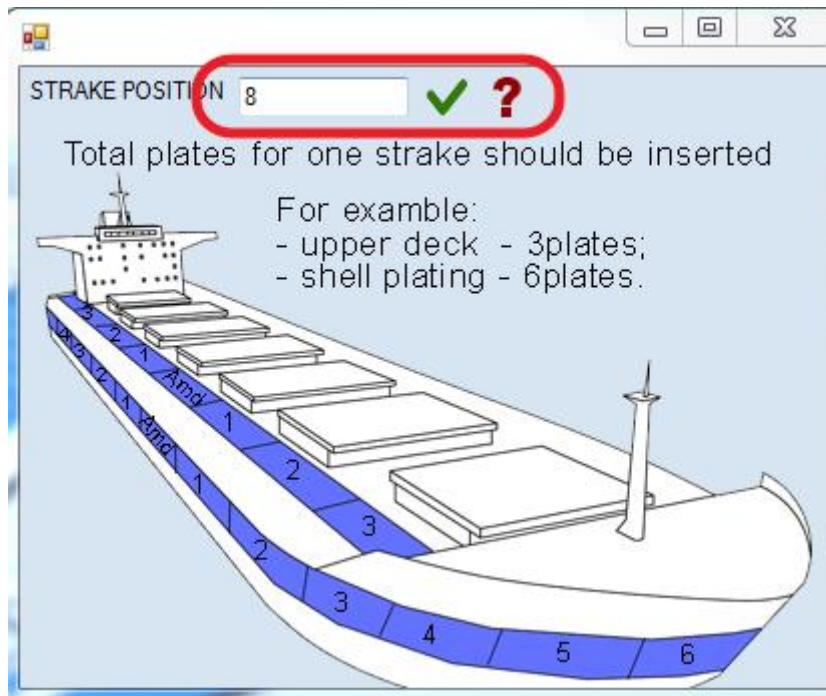 STRAKE POSITION 8 ?
Total plates for one strake should be inserted
For examble:
- upper deck - 3plates;
- shell plating - 6plates.
3
2
1
Amd
1
2
3
3
2
1
Amd
1
2
3
4
5
6